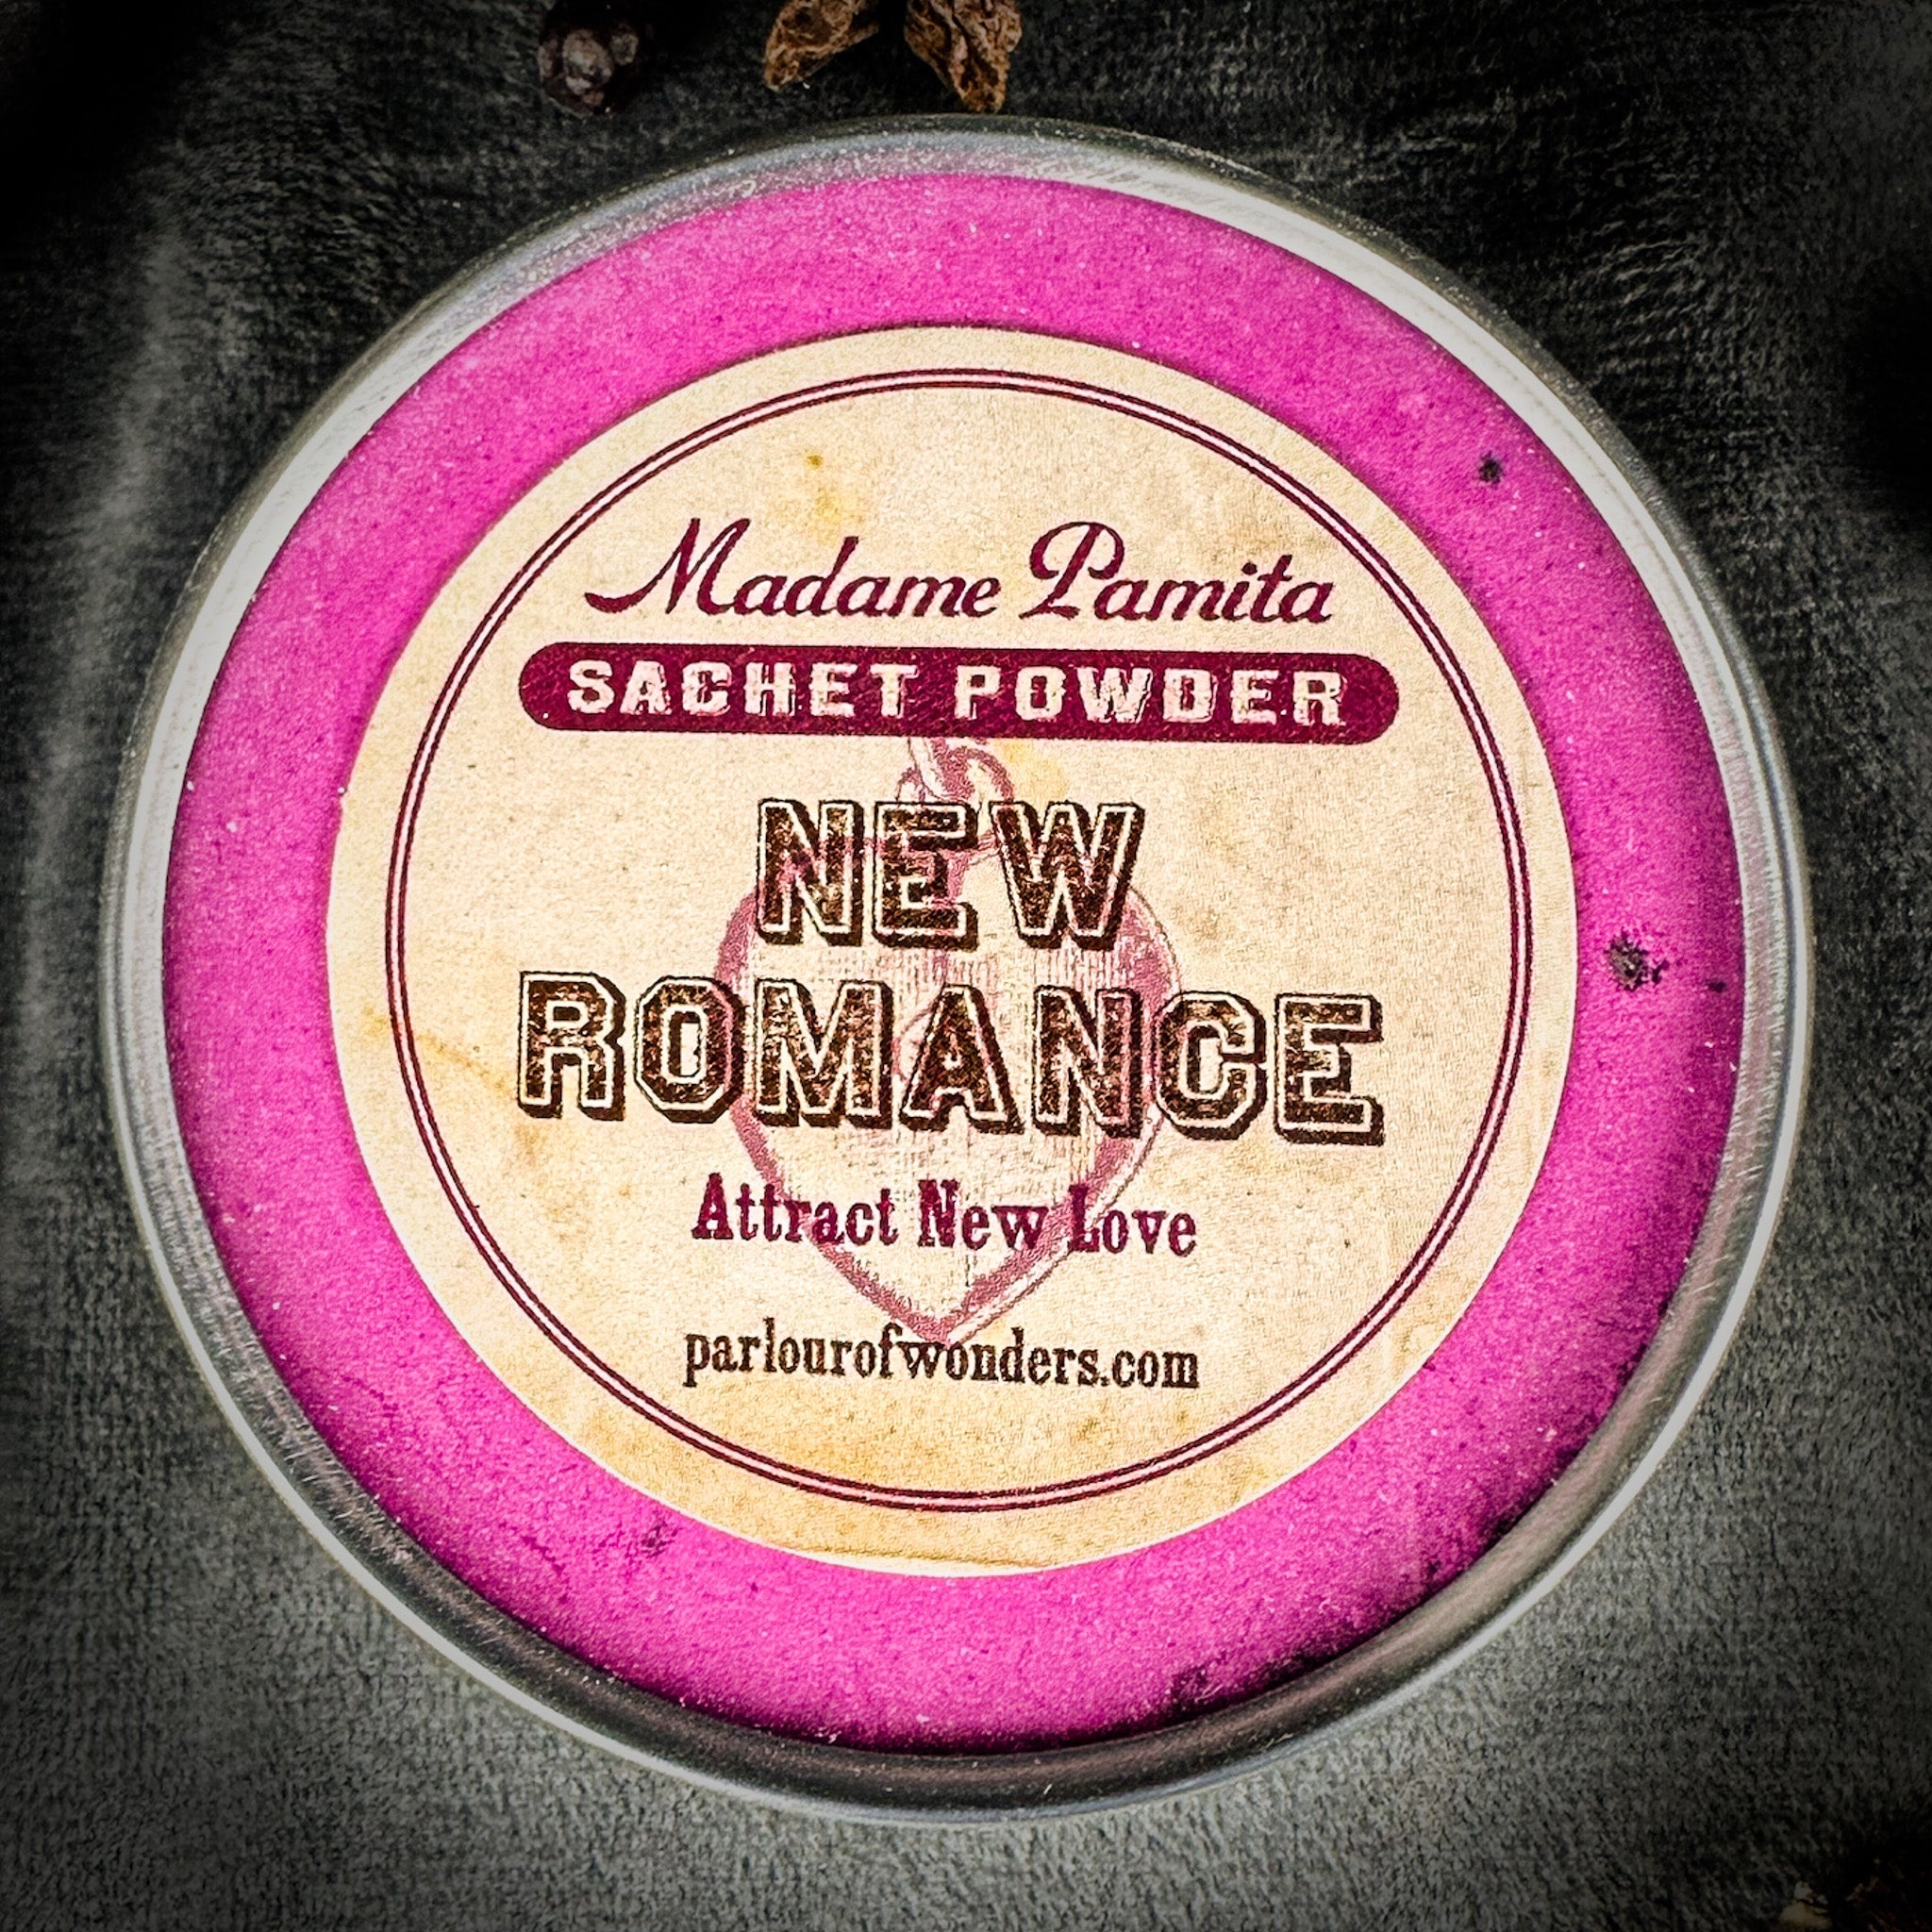 Madame Pamita
SACHET POWDER
NEW
ROMANCE
Attract New Love
parlourofwonders.com